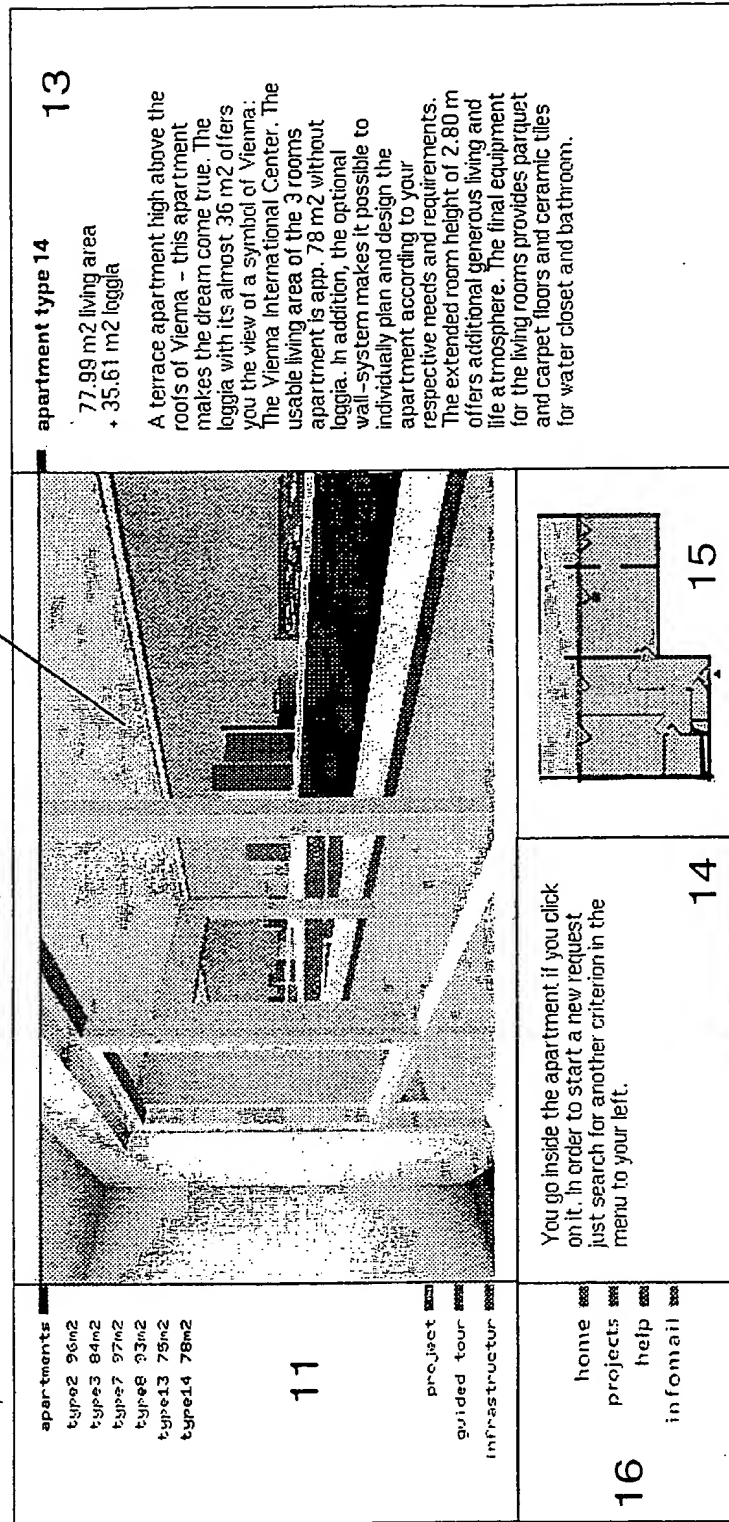 apartments
type2 96m2
type3 84m2
type7 97m2
type8 93m2
type13 75m2
type14 78m2
11
project
guided tour
infrastructur
apartment type 14
13
77.99 m2 living area
+ 35.61 m2 loggia
A terrace apartment high above the
roofs of Vienna – this apartment
makes the dream come true. The
loggia with its almost 36 m2 offers
you the view of a symbol of Vienna:
The Vienna International Center. The
usable living area of the 3 rooms
apartment is app. 78 m2 without
loggia. In addition, the optional
wall-system makes it possible to
individually plan and design the
apartment according to your
respective needs and requirements.
The extended room height of 2.80 m
offers additional generous living and
life atmosphere. The final equipment
for the living rooms provides parquet
and carpet floors and ceramic tiles
for water closet and bathroom.
16
home
projects
help
infomail
You go inside the apartment if you click
on it. In order to start a new request
just search for another criterion in the
menu to your left.
14
15